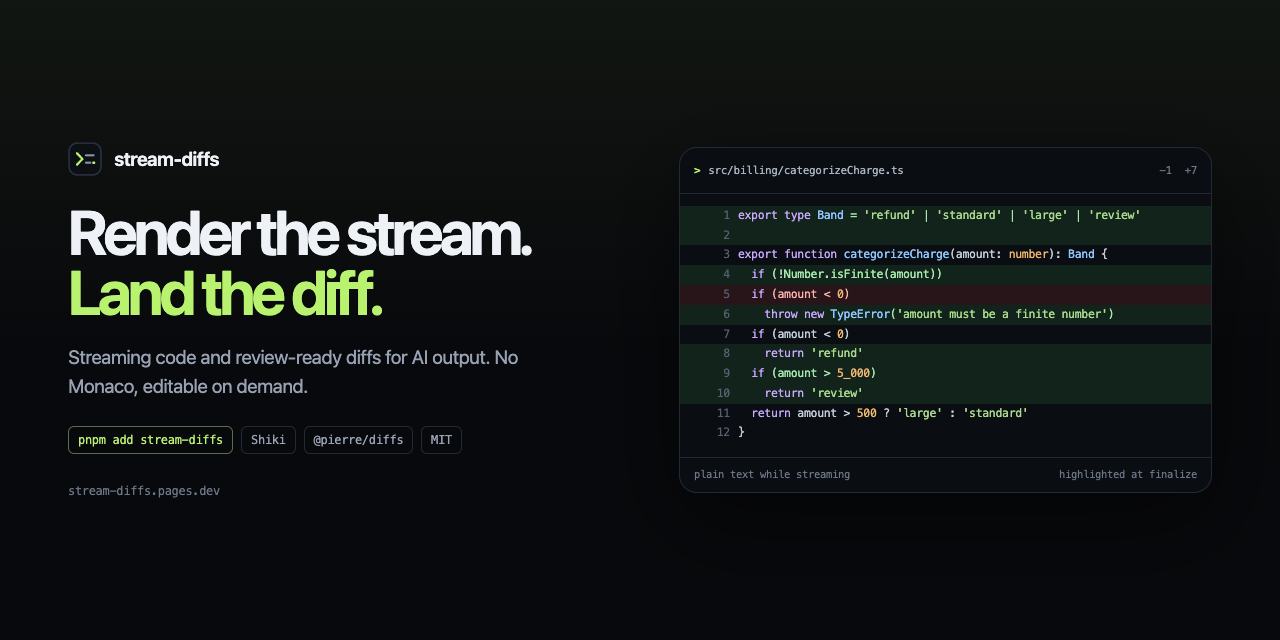 stream-diffs
Render the stream.
Land the diff.
Streaming code and review-ready diffs for AI output. No
Monaco, editable on demand.
pnpm add stream-diffs Shiki @pierre/diffs MIT
stream-diffs.pages.dev
> src/billing/categorizeCharge.ts −1 +7
1 export type Band = 'refund' | 'standard' | 'large' | 'review'
2
3 export function categorizeCharge(amount: number): Band {
4   if (!Number.isFinite(amount))
5   if (amount < 0)
6     throw new TypeError('amount must be a finite number')
7   if (amount < 0)
8     return 'refund'
9   if (amount > 5_000)
10     return 'review'
11   return amount > 500 ? 'large' : 'standard'
12 }
plain text while streaming highlighted at finalize